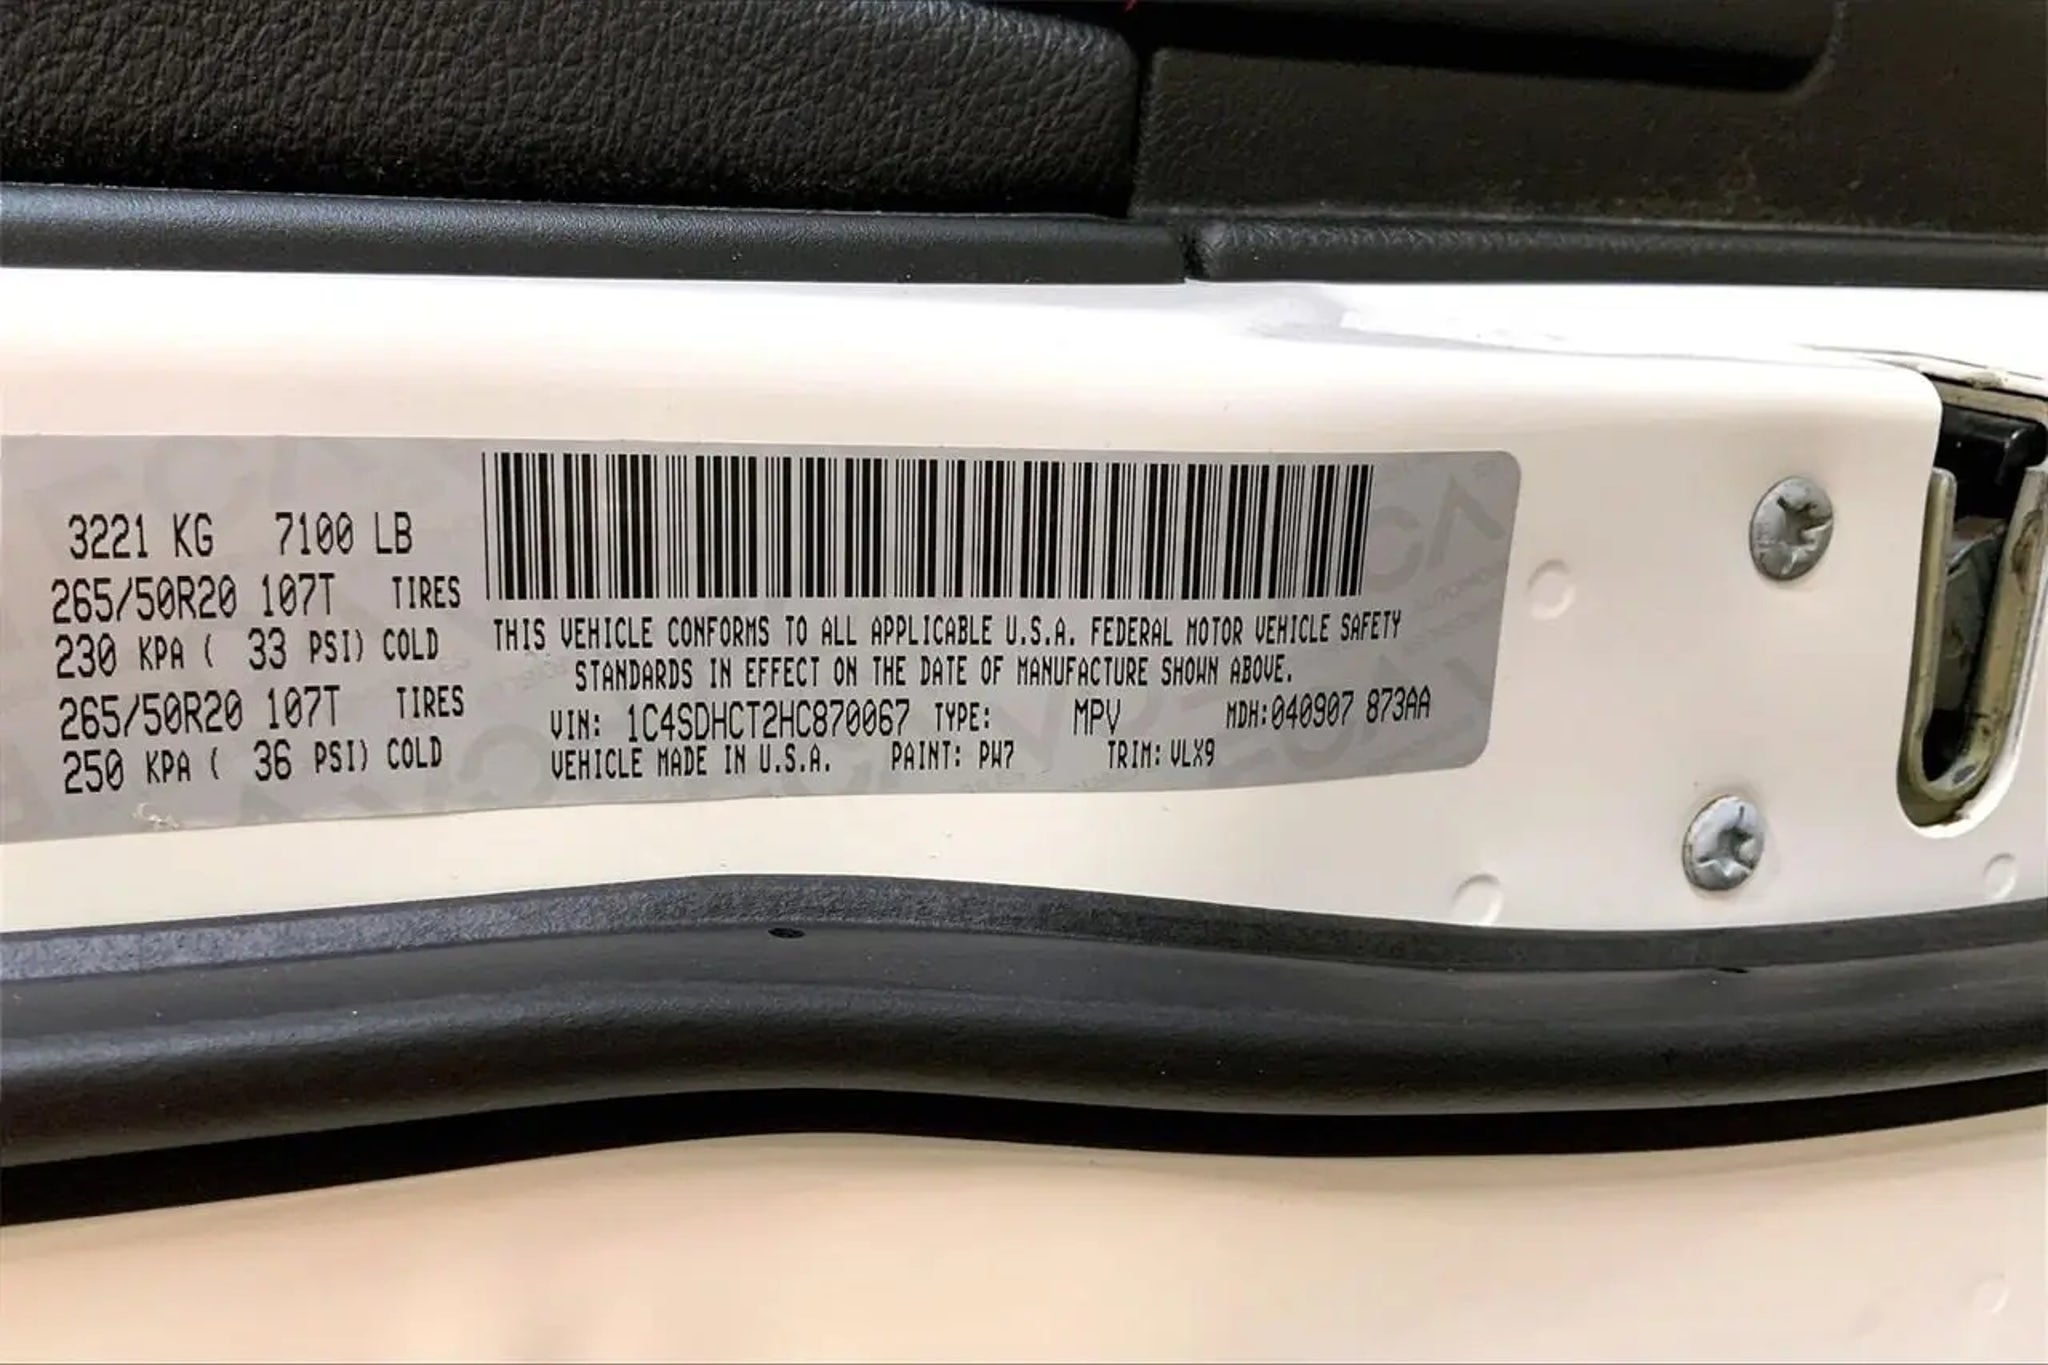 3221 KG 7100 LB
265/50R20 107T TIRES
230 KPA ( 33 PSI) COLD
265/50R20 107T TIRES
250 KPA ( 36 PSI) COLD
THIS VEHICLE CONFORMS TO ALL APPLICABLE U.S.A. FEDERAL MOTOR VEHICLE SAFETY
STANDARDS IN EFFECT ON THE DATE OF MANUFACTURE SHOWN ABOVE.
VIN: 1C4SDHCT2HC870067 TYPE: MPV MDH:040907 873AA
VEHICLE MADE IN U.S.A. PAINT: PW7 TRIM: VLX9